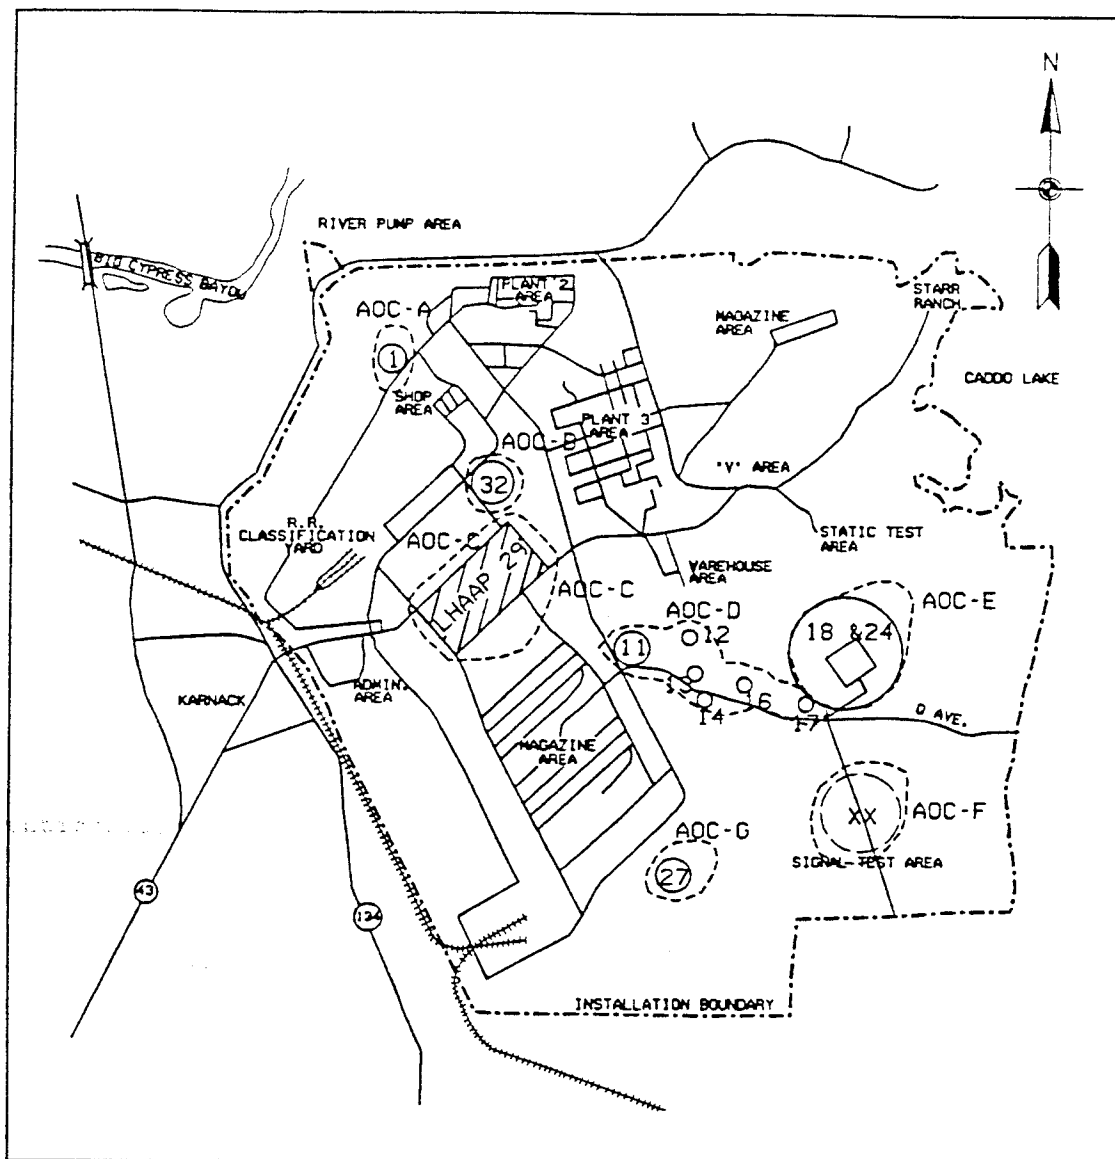 N
RIVER PUMP AREA
BIG CYPRESS BAYOU
PLANT 2
AREA
STARR
RANCH
AOC-A
MAGAZINE
AREA
1
CADDO LAKE
SHOP
AREA
PLANT 3
AREA
AOC-B
"V" AREA
32
R.R.
CLASSIFICATION
YARD
STATIC TEST
AREA
AOC-C
LHAAP 29
WAREHOUSE
AREA
AOC-C
AOC-D
AOC-E
12
18 &24
11
ADMIN.
AREA
KARNACK
16
14
17
D AVE.
MAGAZINE
AREA
XX
AOC-F
AOC-G
SIGNAL-TEST AREA
27
43
134
INSTALLATION BOUNDARY